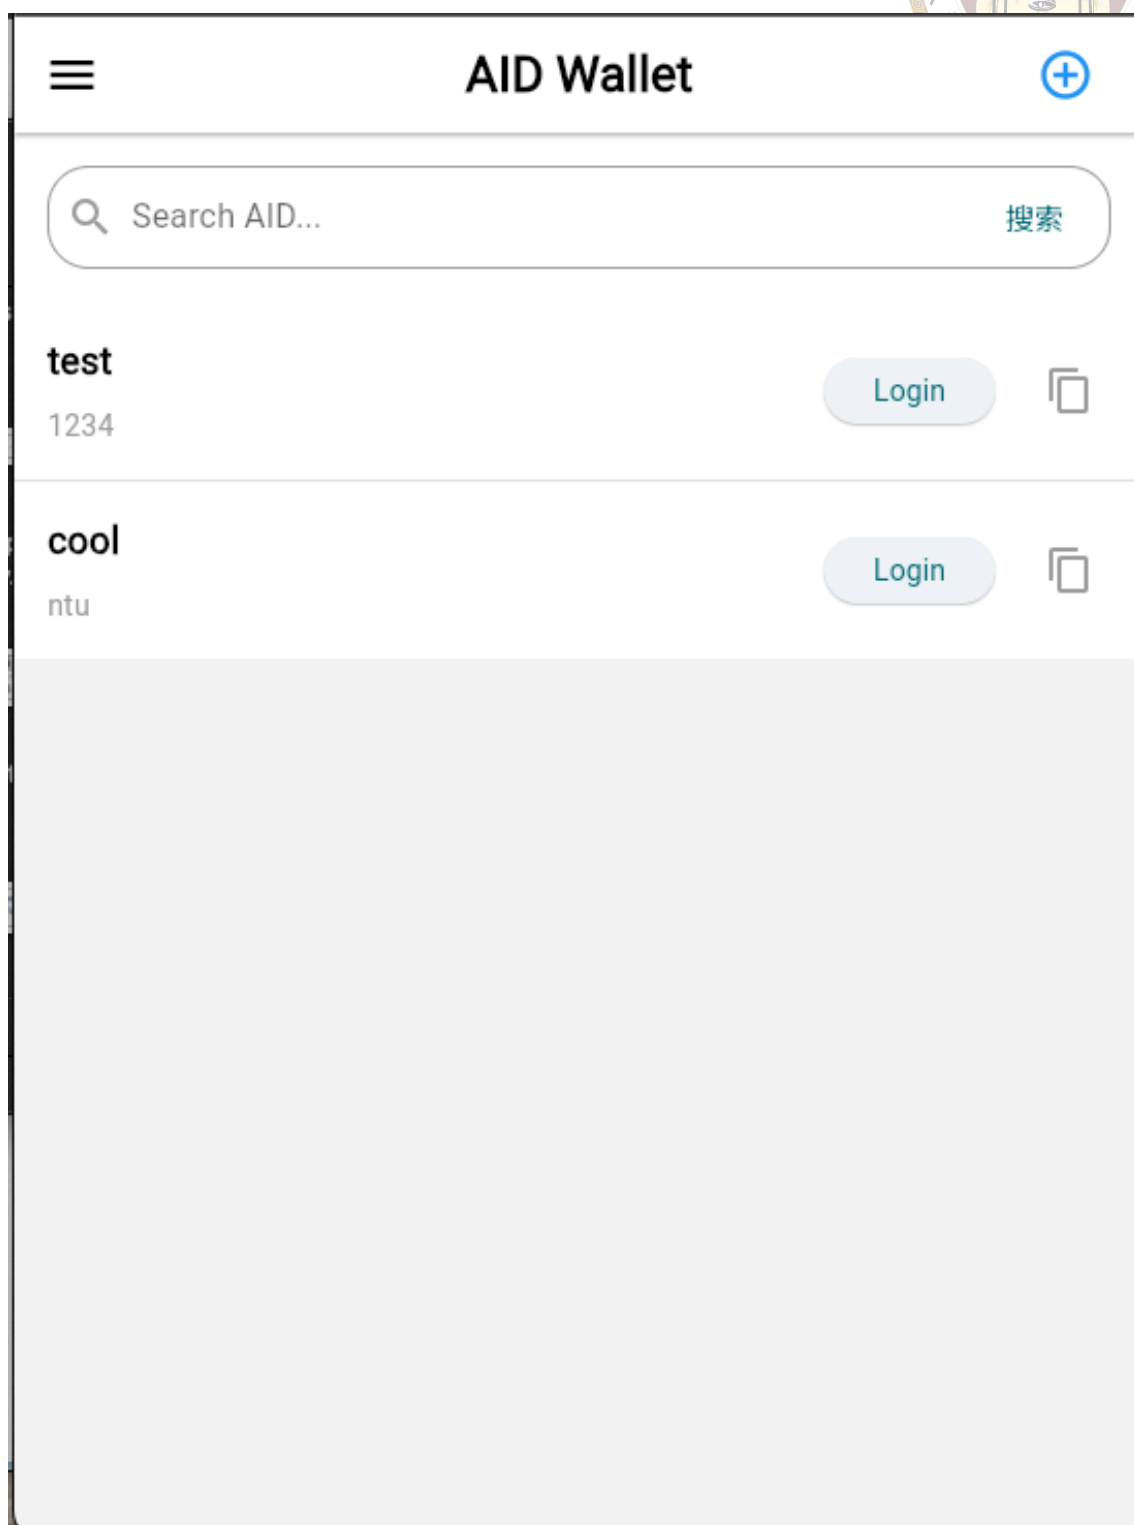 AID Wallet
Search AID... 搜索
test
1234
Login
cool
ntu
Login